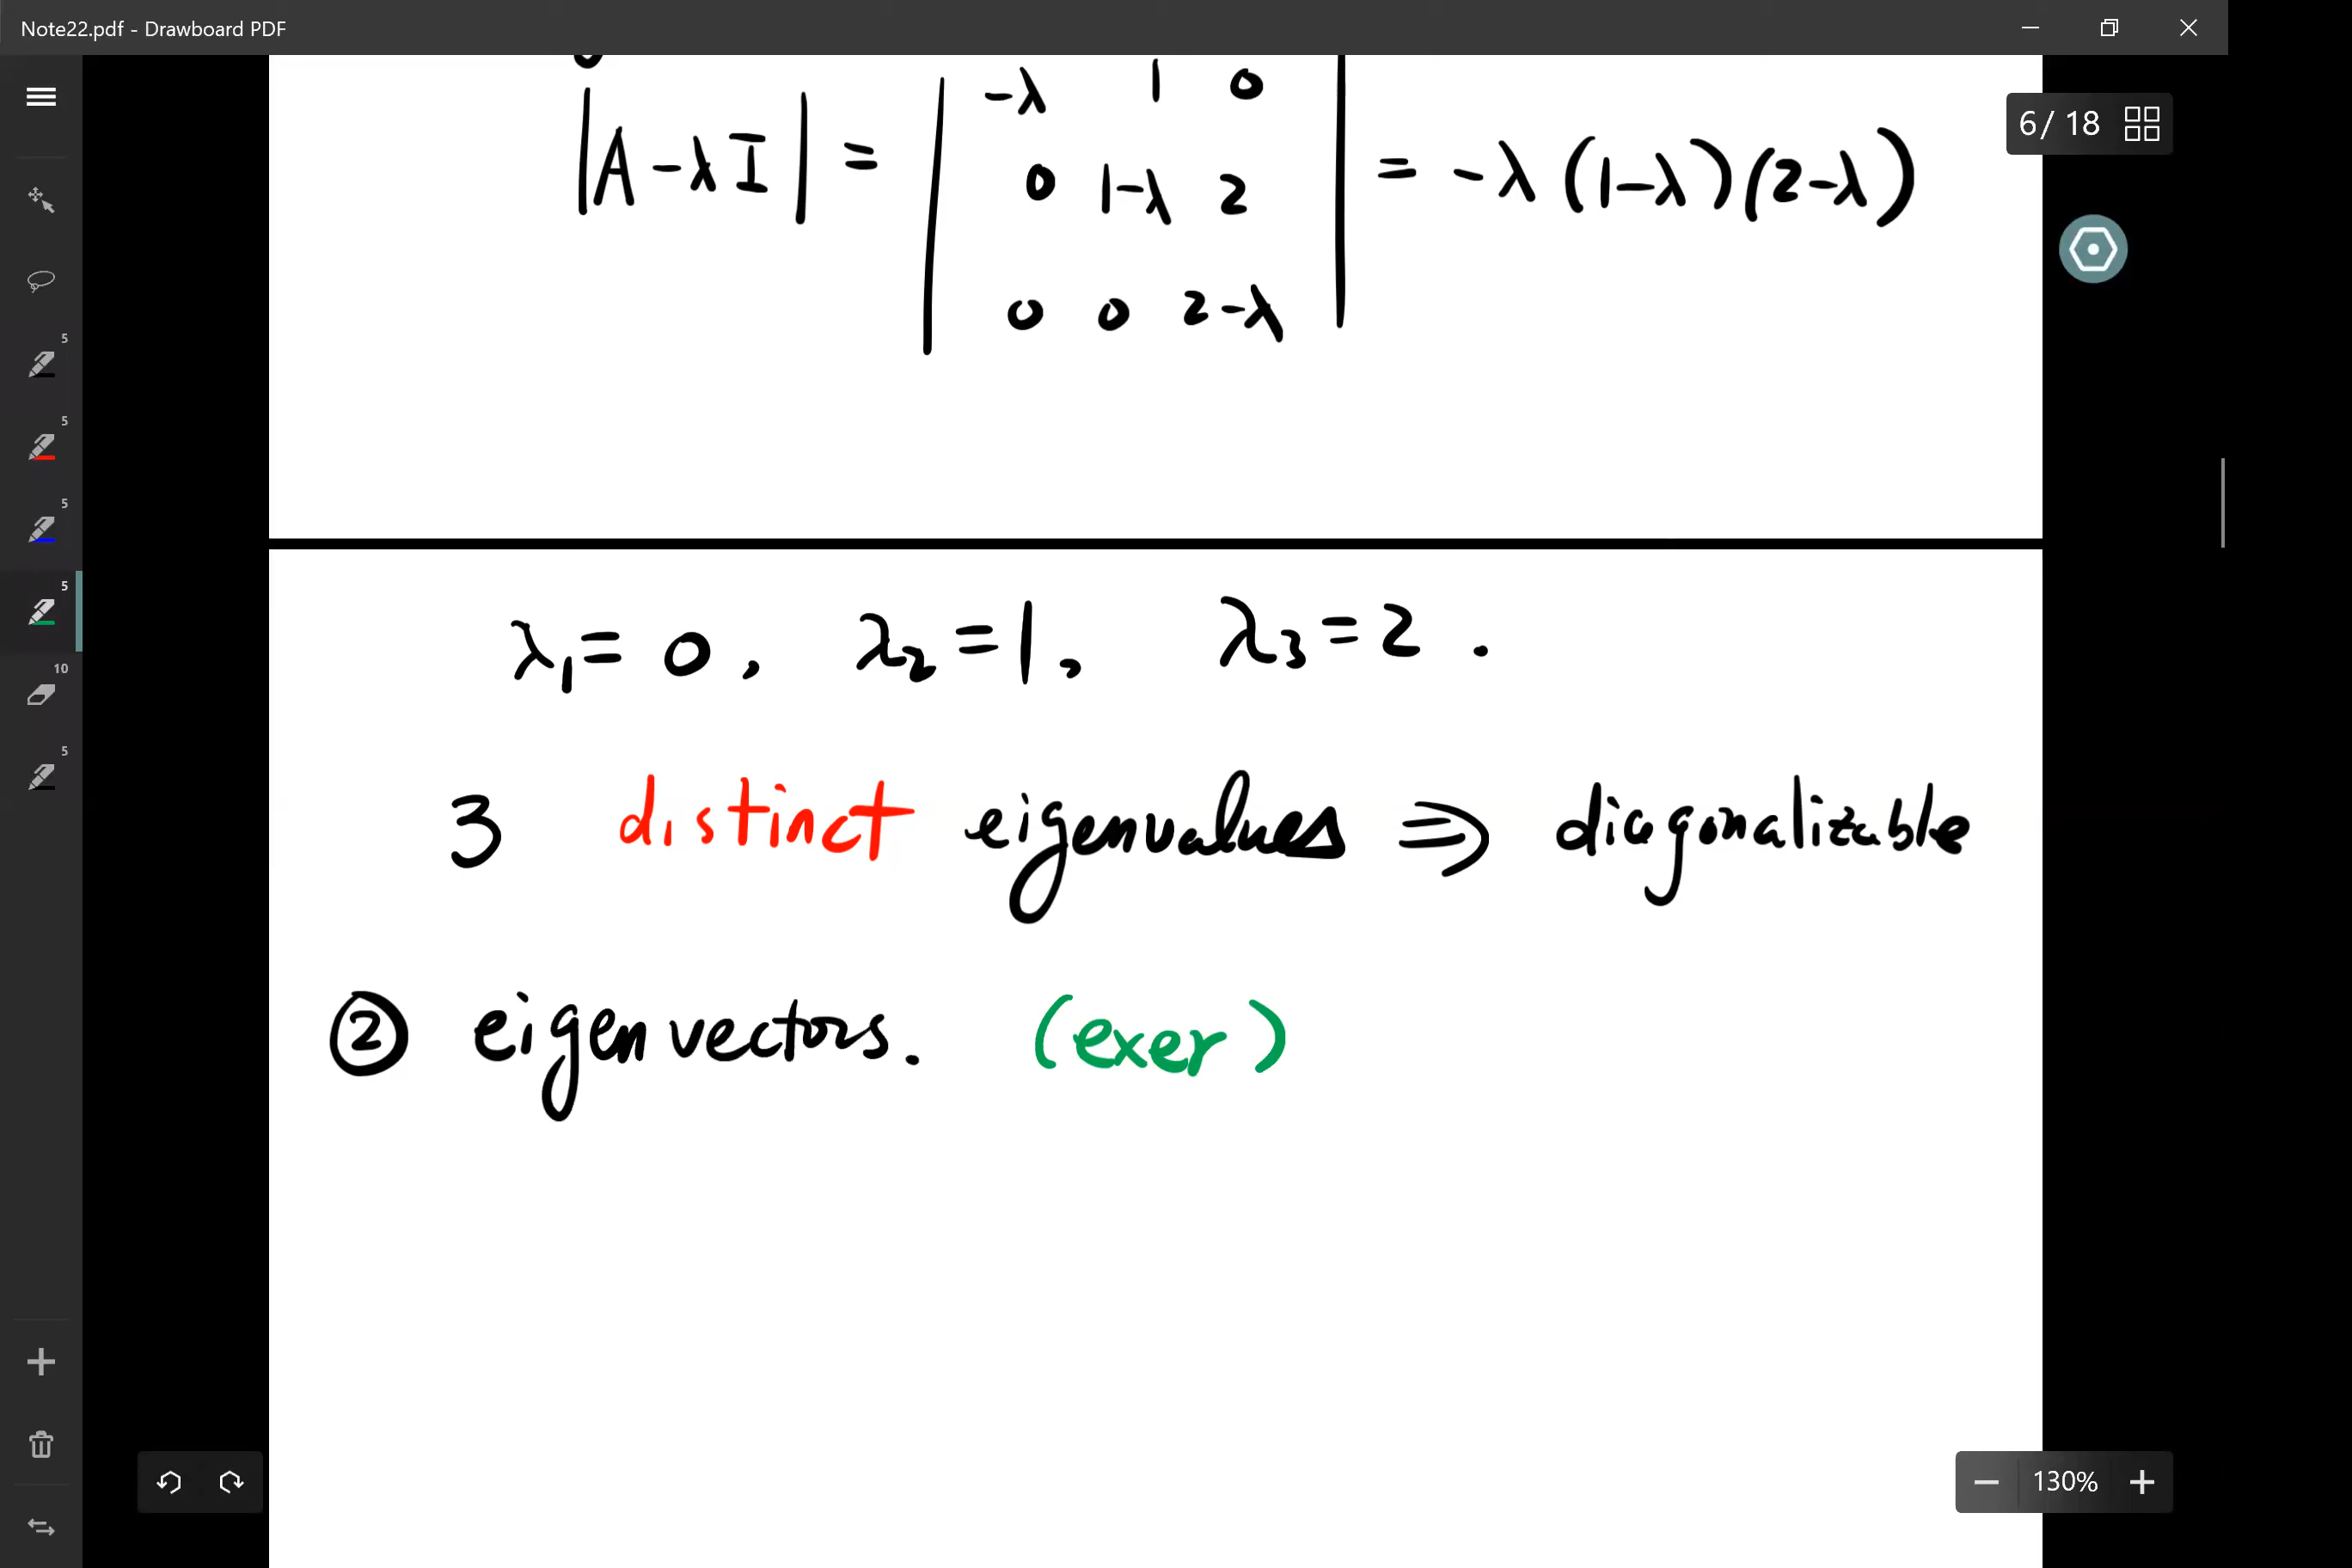 Note22.pdf - Drawboard PDF
6 / 18
-λ 1 0
|A - λI| = | 0 1-λ 2 | = -λ (1-λ)(2-λ)
0 0 2-λ
5
5
5
5
10
5
λ₁ = 0, λ₂ = 1, λ₃ = 2.
3 distinct eigenvalues ⇒ diagonalizable
② eigenvectors. (exer)
130%